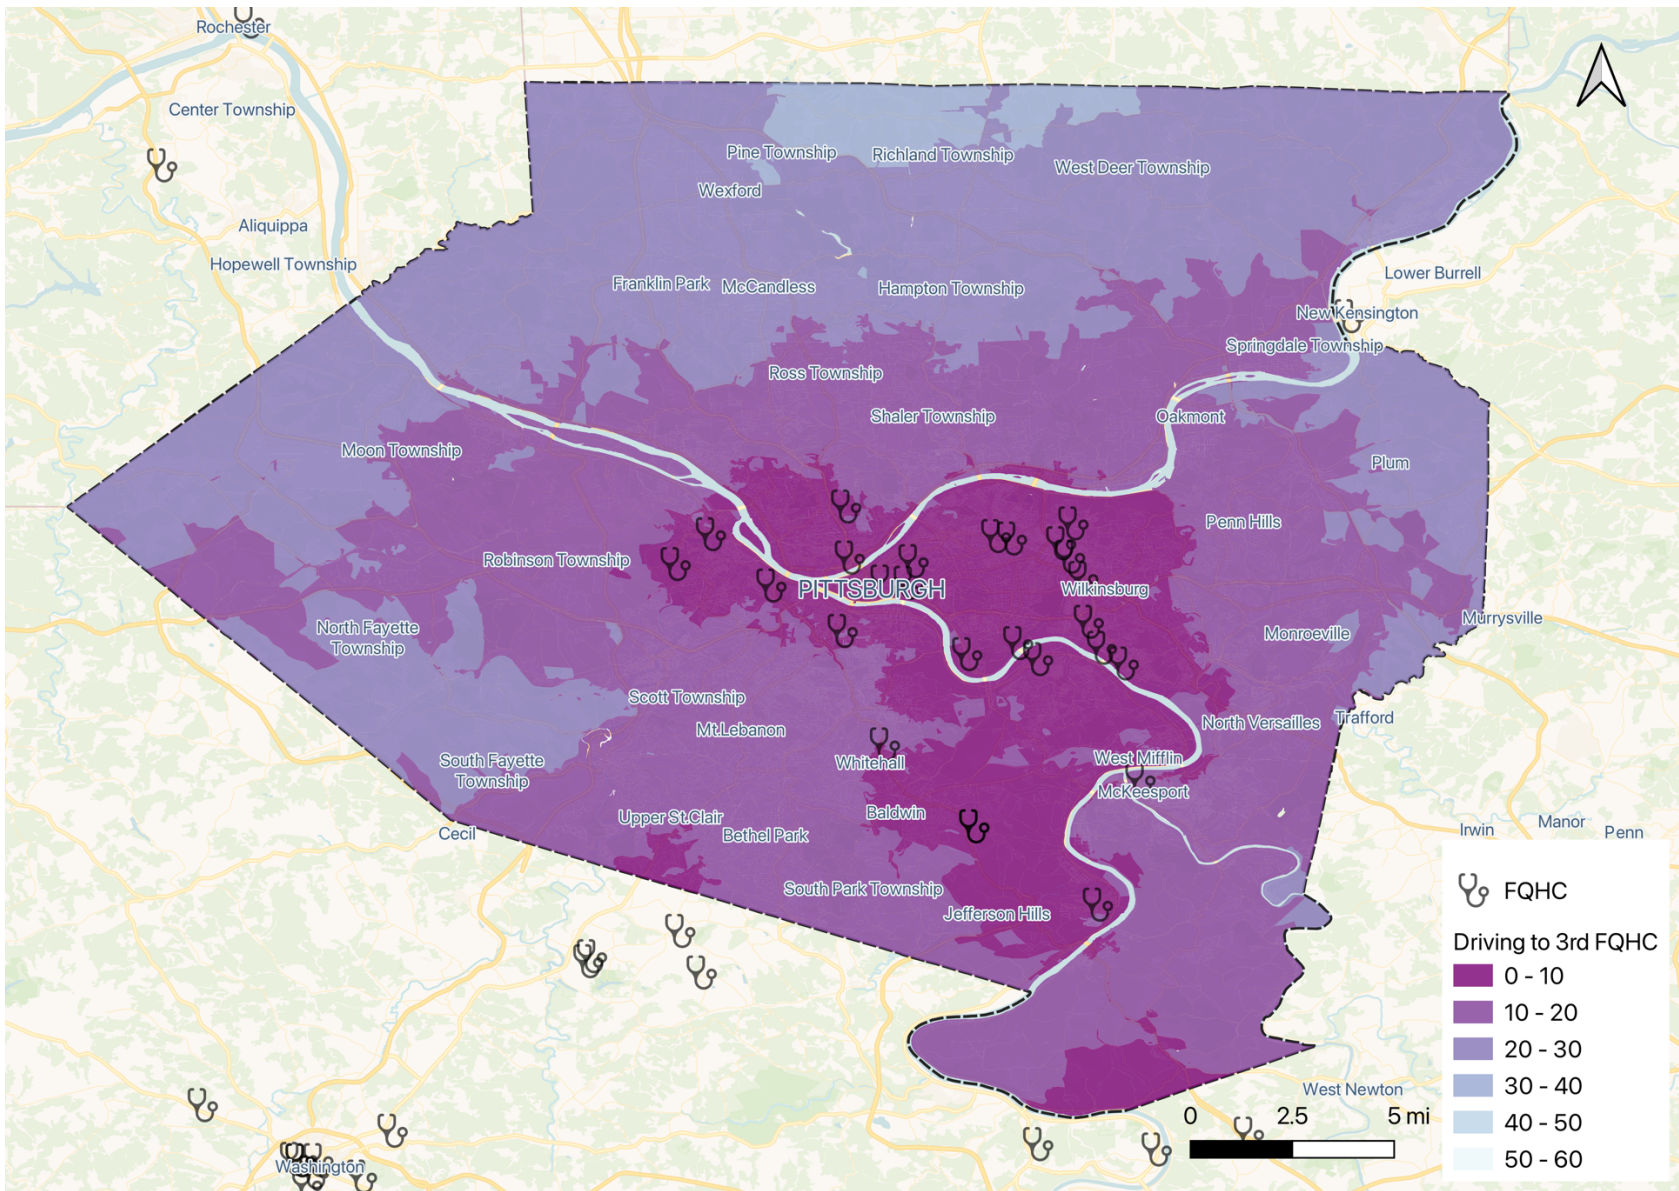 Rochester
Center Township
Pine Township
Richland Township
West Deer Township
Wexford
Aliquippa
Hopewell Township
Lower Burrell
Franklin Park
McCandless
Hampton Township
New Kensington
Springdale Township
Ross Township
Shaler Township
Oakmont
Moon Township
Plum
Penn Hills
Robinson Township
PITTSBURGH
Wilkinsburg
Murrysville
North Fayette
Township
Monroeville
Scott Township
Mt.Lebanon
North Versailles
Trafford
South Fayette
Township
Whitehall
West Mifflin
McKeesport
Upper St.Clair
Bethel Park
Baldwin
Cecil
Irwin
Manor
Penn
South Park Township
Jefferson Hills
West Newton
Washington
FQHC
Driving to 3rd FQHC
0 - 10
10 - 20
20 - 30
30 - 40
40 - 50
50 - 60
0 2.5 5 mi